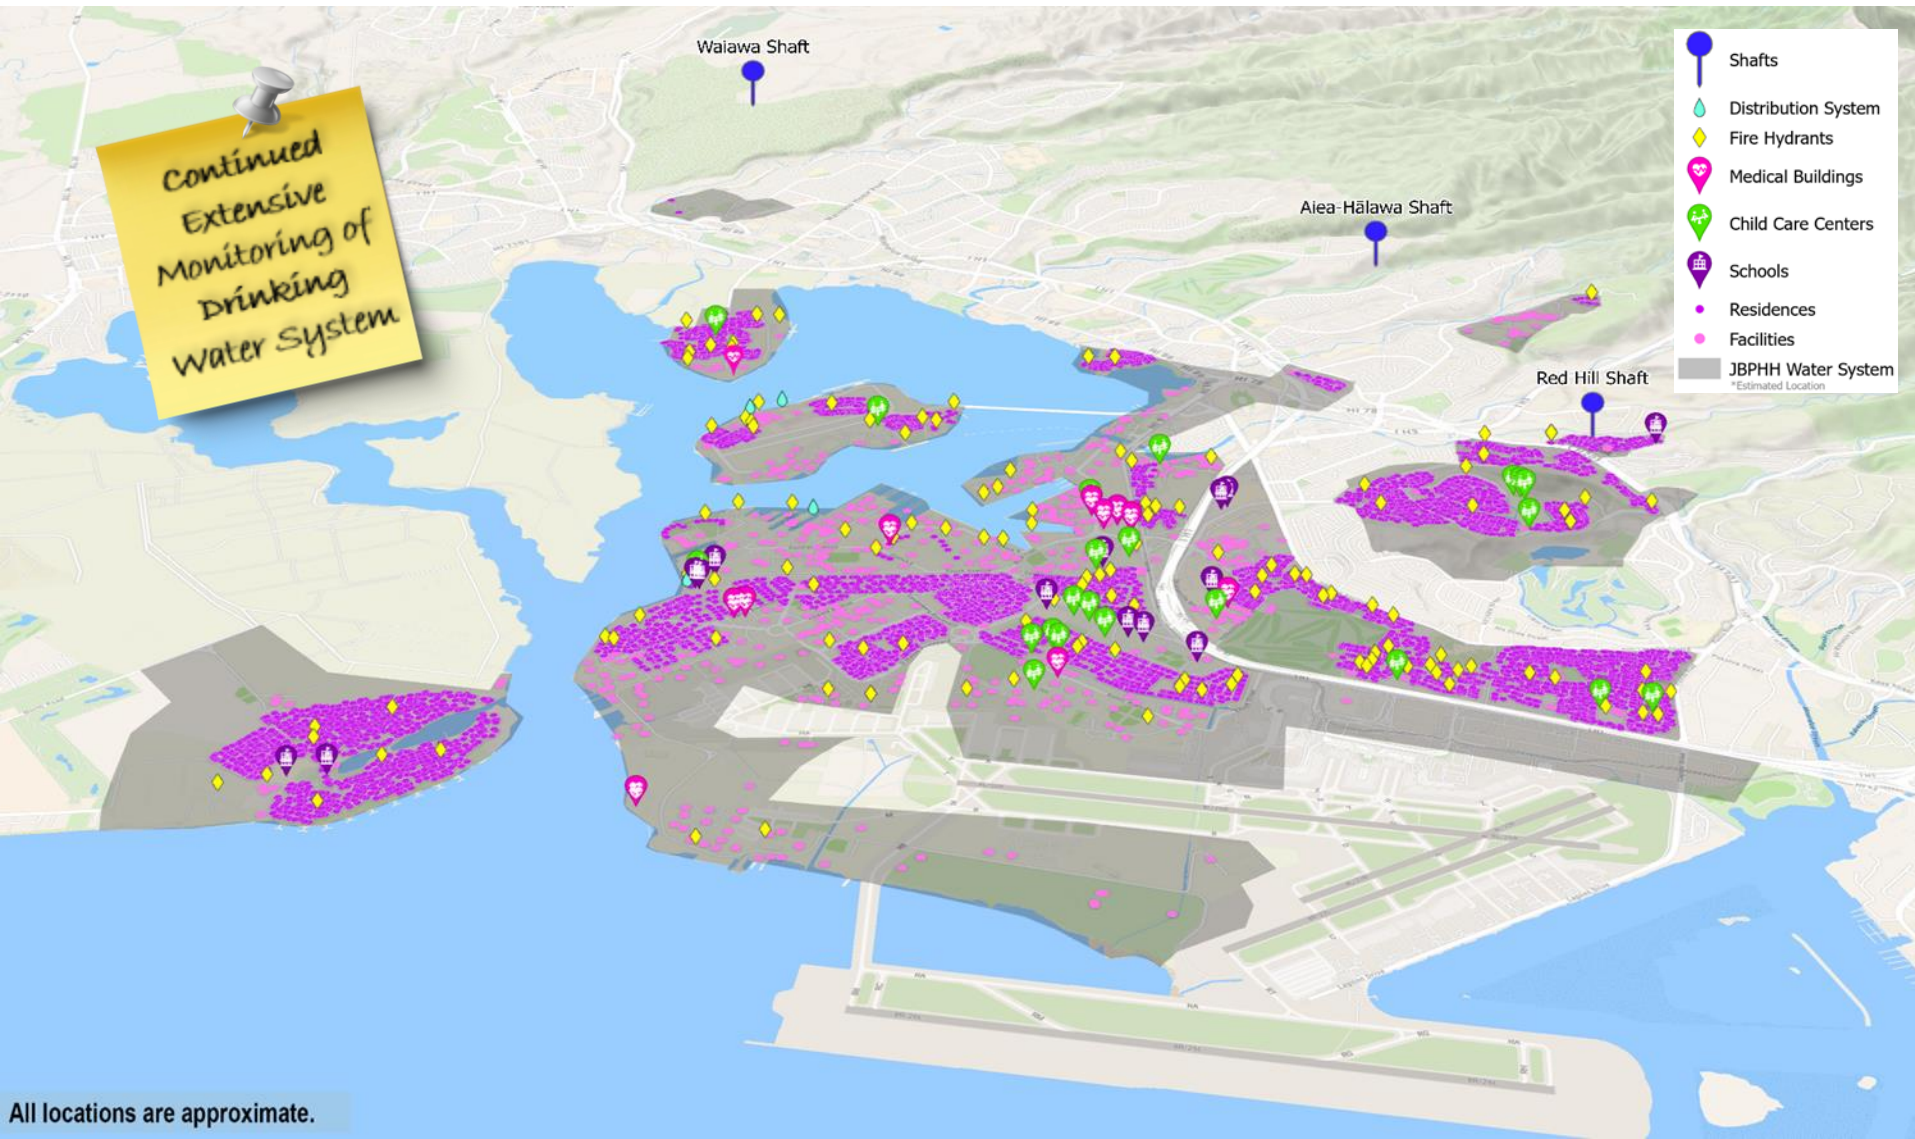 Waiawa Shaft
Continued
Extensive
Monitoring of
Drinking
Water System
Aiea-Hālawa Shaft
Red Hill Shaft
Shafts
Distribution System
Fire Hydrants
Medical Buildings
Child Care Centers
Schools
Residences
Facilities
JBPHH Water System
*Estimated Location
All locations are approximate.